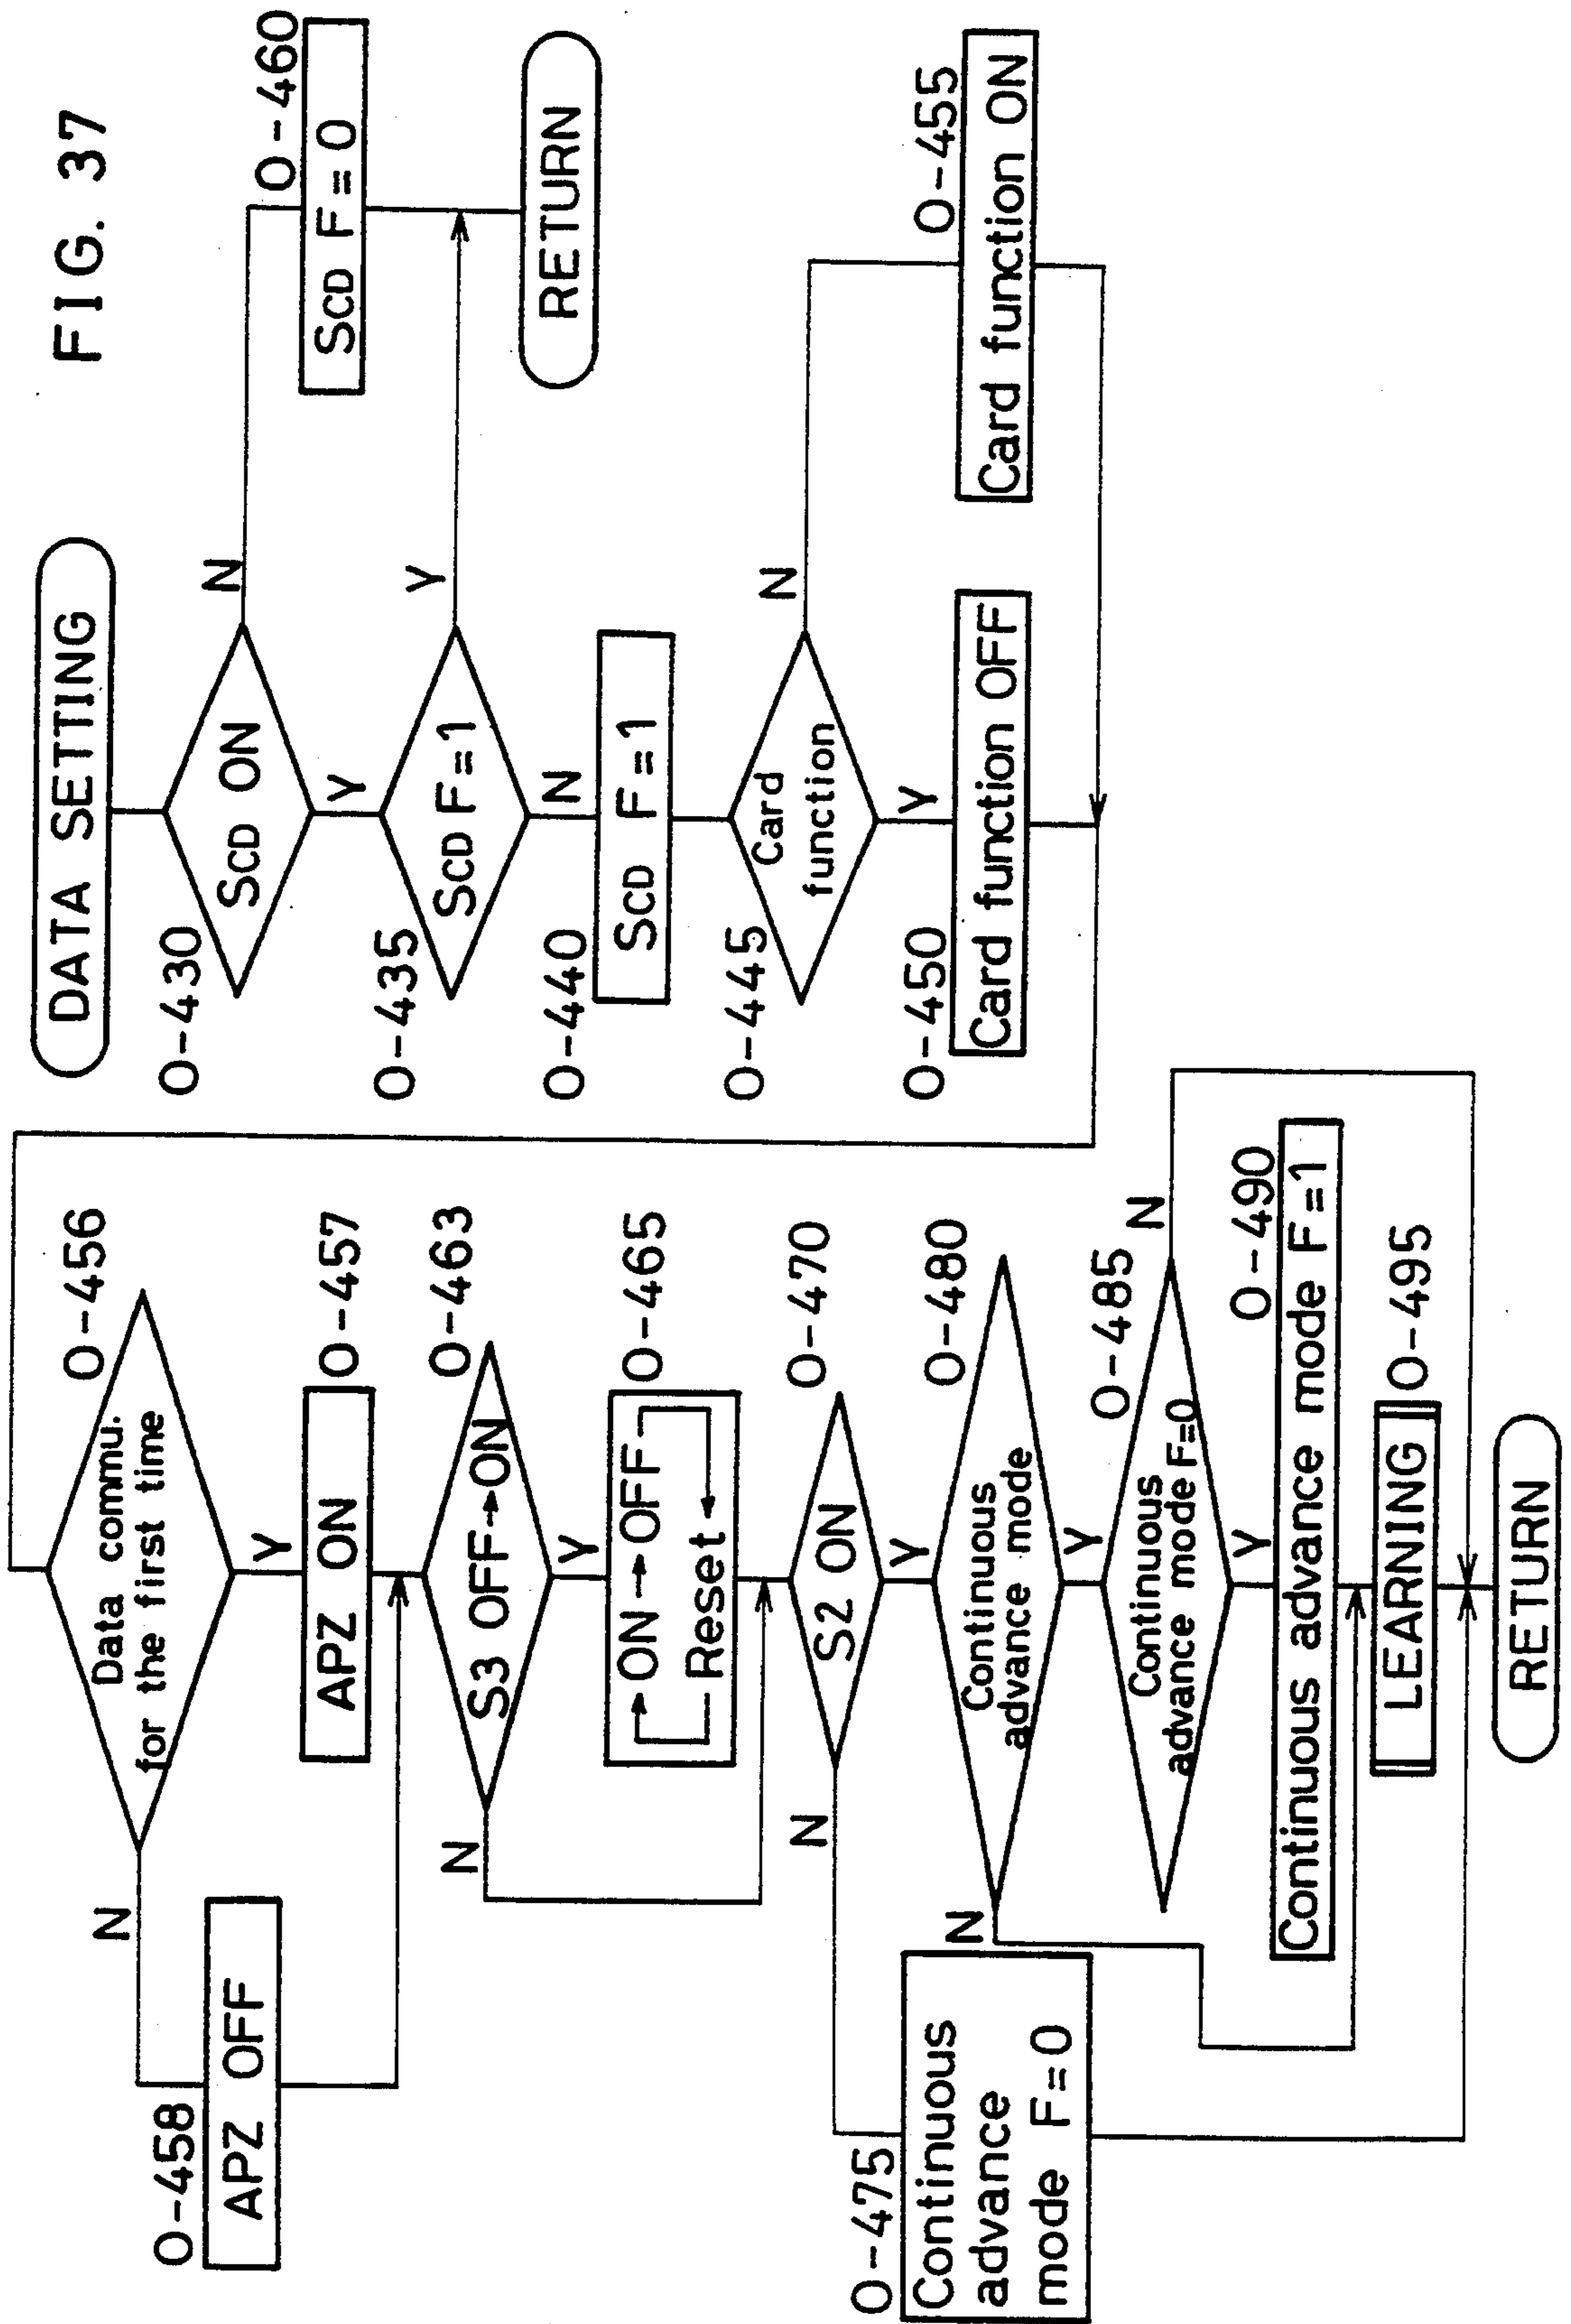 FIG. 37
DATA SETTING
O-430
SCD ON
N
Y
O-460
SCD F=0
O-435
SCD F=1
Y
N
RETURN
O-440
SCD F=1
O-445
Card
function
N
Y
O-450
Card function OFF
O-455
Card function ON
O-456
Data commu.
for the first time
N
Y
O-458
APZ OFF
O-457
APZ ON
O-463
S3 OFF→ON
N
Y
O-465
ON→OFF
Reset
O-470
S2 ON
N
Y
O-475
Continuous
advance
mode F=0
O-480
Continuous
advance mode
N
Y
O-485
Continuous
advance mode F=0
N
Y
O-490
Continuous advance mode F=1
LEARNING
O-495
RETURN